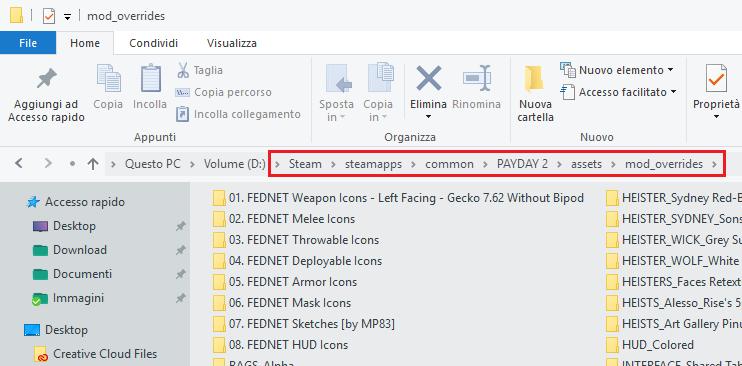 mod_overrides
File Home Condividi Visualizza
Aggiungi ad Accesso rapido
Copia
Incolla
Taglia
Copia percorso
Incolla collegamento
Appunti
Sposta in
Copia in
Elimina
Rinomina
Organizza
Nuova cartella
Nuovo elemento
Accesso facilitato
Nuovo
Proprietà
Questo PC Volume (D:) Steam steamapps common PAYDAY 2 assets mod_overrides
Accesso rapido
Desktop
Download
Documenti
Immagini
Desktop
Creative Cloud Files
01. FEDNET Weapon Icons - Left Facing - Gecko 7.62 Without Bipod
02. FEDNET Melee Icons
03. FEDNET Throwable Icons
04. FEDNET Deployable Icons
05. FEDNET Armor Icons
06. FEDNET Mask Icons
07. FEDNET Sketches [by MP83]
08. FEDNET HUD Icons
BAGS_Alpha
HEISTER_Sydney Red-B
HEISTER_SYDNEY_Sons
HEISTER_WICK_Grey Su
HEISTER_WOLF_White
HEISTERS_Faces Retext
HEISTS_Alesso_Rise's 5
HEISTS_Art Gallery Pinu
HUD_Colored
INTERFACE_Shared Tab